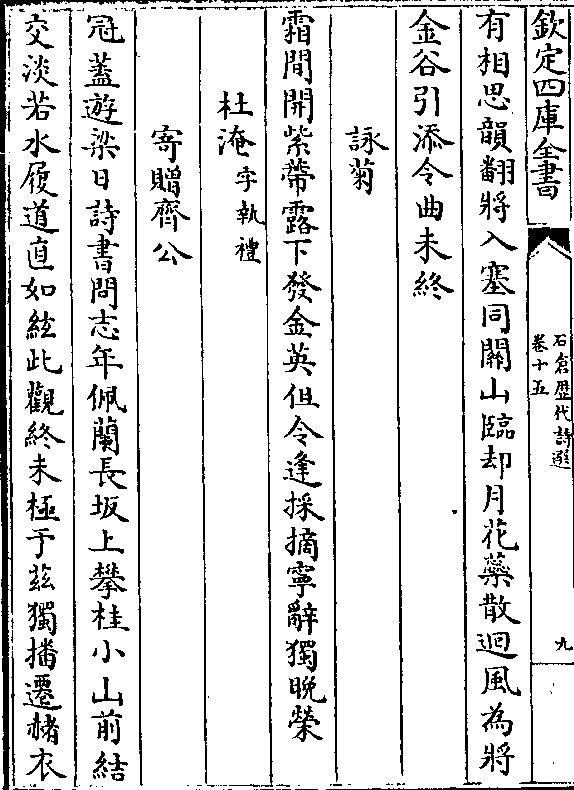 欽定四庫全書
石倉歴代詩選
卷十五
九
有相思韻翻將入塞同關山臨却月花蘂散迴風為將
金谷引添令曲未終
詠菊
霜間開紫蔕露下發金英但令逢採摘寧辭獨晚榮
杜淹字執禮
寄贈齊公
冠蓋遊梁日詩書問志年佩蘭長坂上攀桂小山前結
交淡若水履道直如絃此觀終未極于兹獨播遷赭衣